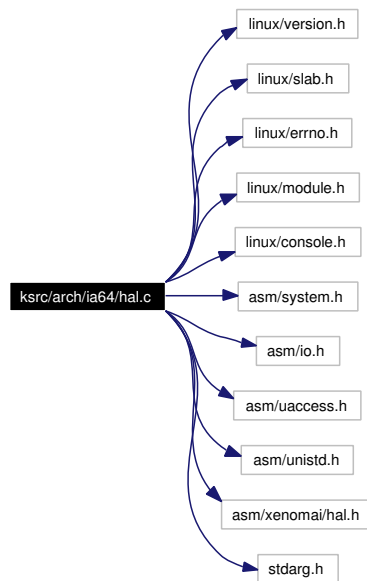 linux/version.h
linux/slab.h
linux/errno.h
linux/module.h
linux/console.h
ksrc/arch/ia64/hal.c
asm/system.h
asm/io.h
asm/uaccess.h
asm/unistd.h
asm/xenomai/hal.h
stdarg.h